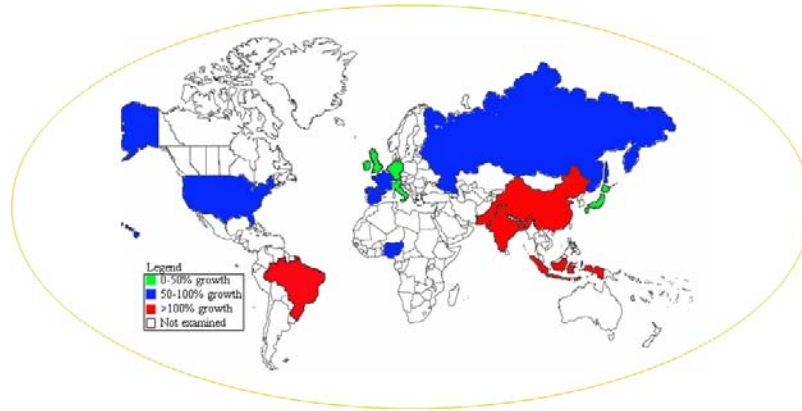 Legend
0-50% growth
50-100% growth
>100% growth
Not examined